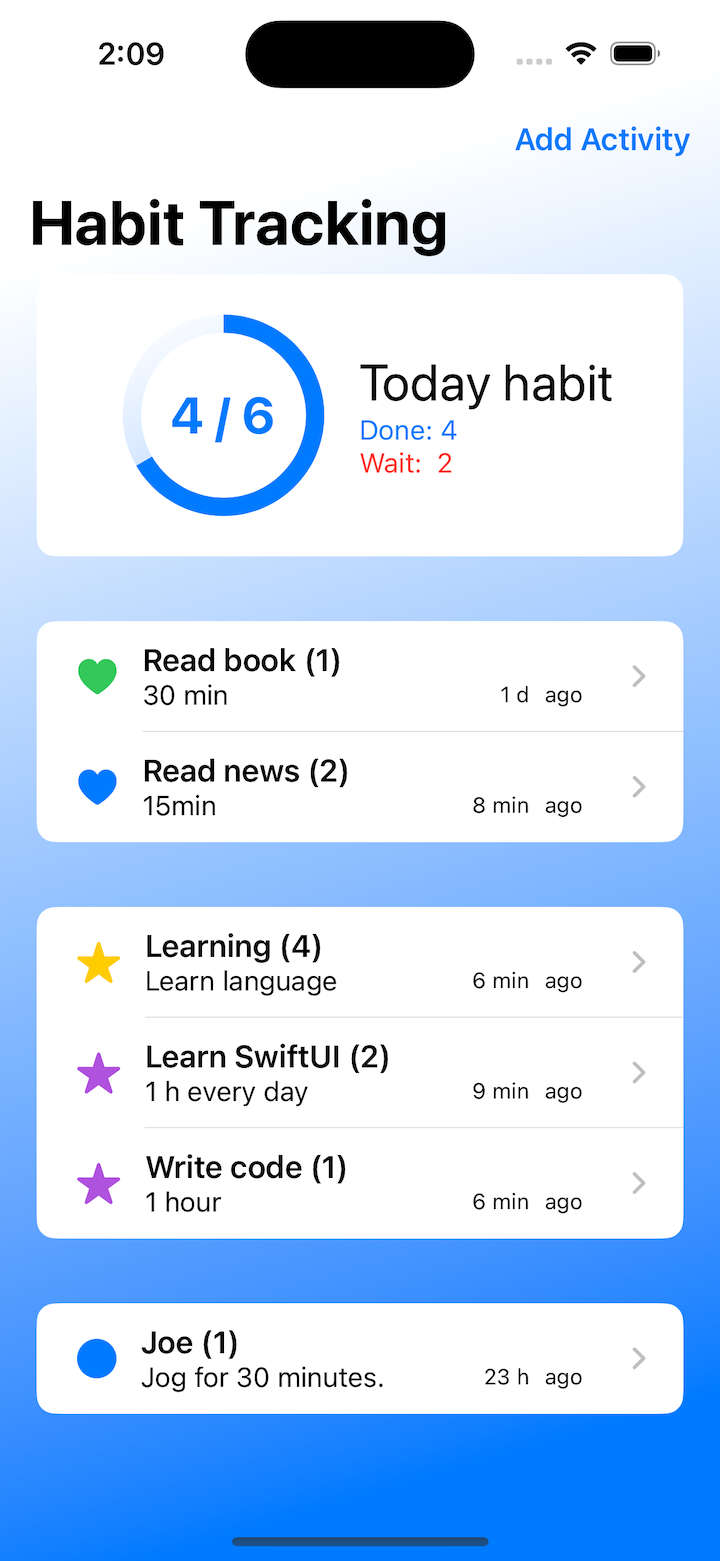 2:09
Add Activity
Habit Tracking
4 / 6
Today habit
Done: 4
Wait: 2
Read book (1)
30 min
1 d ago
Read news (2)
15min
8 min ago
Learning (4)
Learn language
6 min ago
Learn SwiftUI (2)
1 h every day
9 min ago
Write code (1)
1 hour
6 min ago
Joe (1)
Jog for 30 minutes.
23 h ago